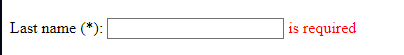 Last name (*): is required